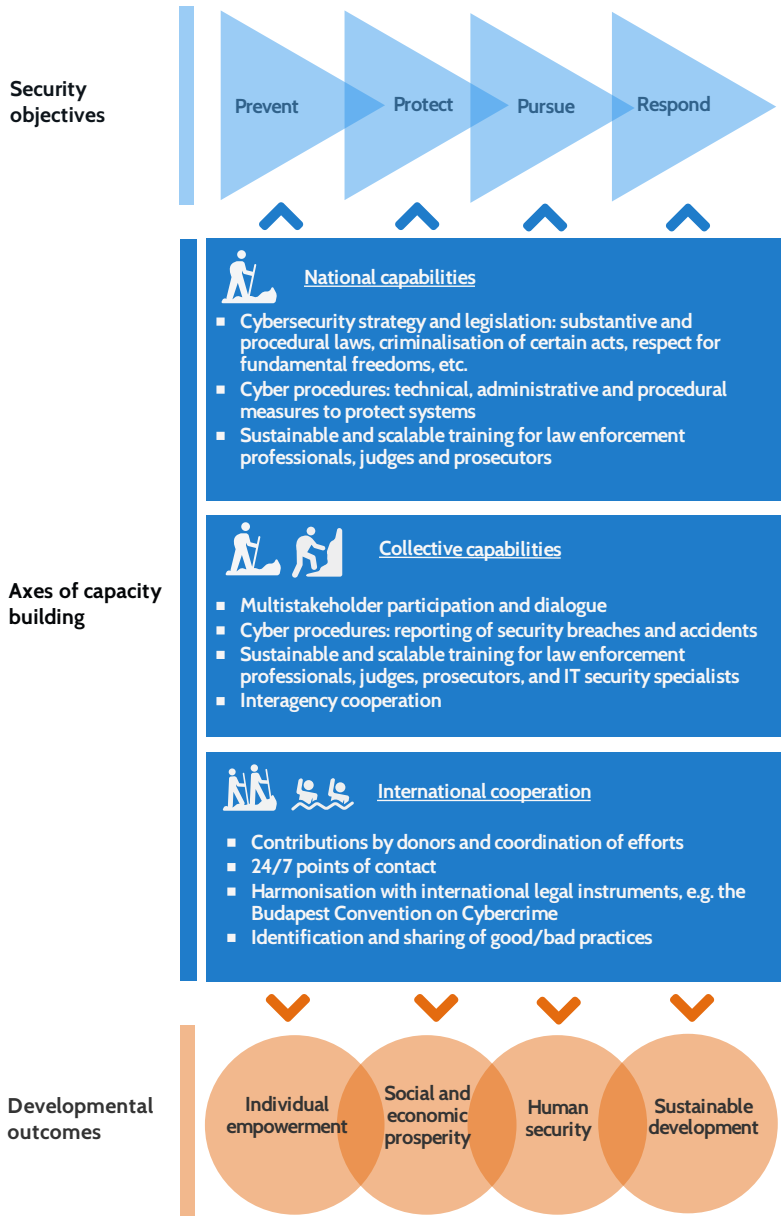 Security
objectives
Prevent
Protect
Pursue
Respond
Axes of capacity
building
National capabilities
▪ Cybersecurity strategy and legislation: substantive and
procedural laws, criminalisation of certain acts, respect for
fundamental freedoms, etc.
▪ Cyber procedures: technical, administrative and procedural
measures to protect systems
▪ Sustainable and scalable training for law enforcement
professionals, judges and prosecutors
Collective capabilities
▪ Multistakeholder participation and dialogue
▪ Cyber procedures: reporting of security breaches and accidents
▪ Sustainable and scalable training for law enforcement
professionals, judges, prosecutors, and IT security specialists
▪ Interagency cooperation
International cooperation
▪ Contributions by donors and coordination of efforts
▪ 24/7 points of contact
▪ Harmonisation with international legal instruments, e.g. the
Budapest Convention on Cybercrime
▪ Identification and sharing of good/bad practices
Developmental
outcomes
Individual
empowerment
Social and
economic
prosperity
Human
security
Sustainable
development